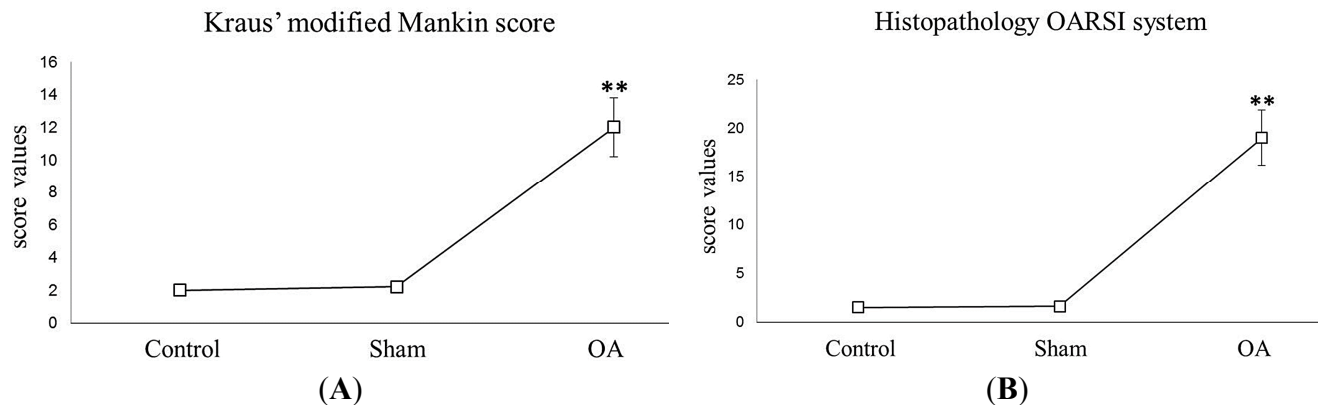 Kraus’ modified Mankin score
16
14
12
10
8
6
4
2
0
score values
**
Control Sham OA
(A)
Histopathology OARSI system
25
20
15
10
5
0
score values
**
Control Sham OA
(B)